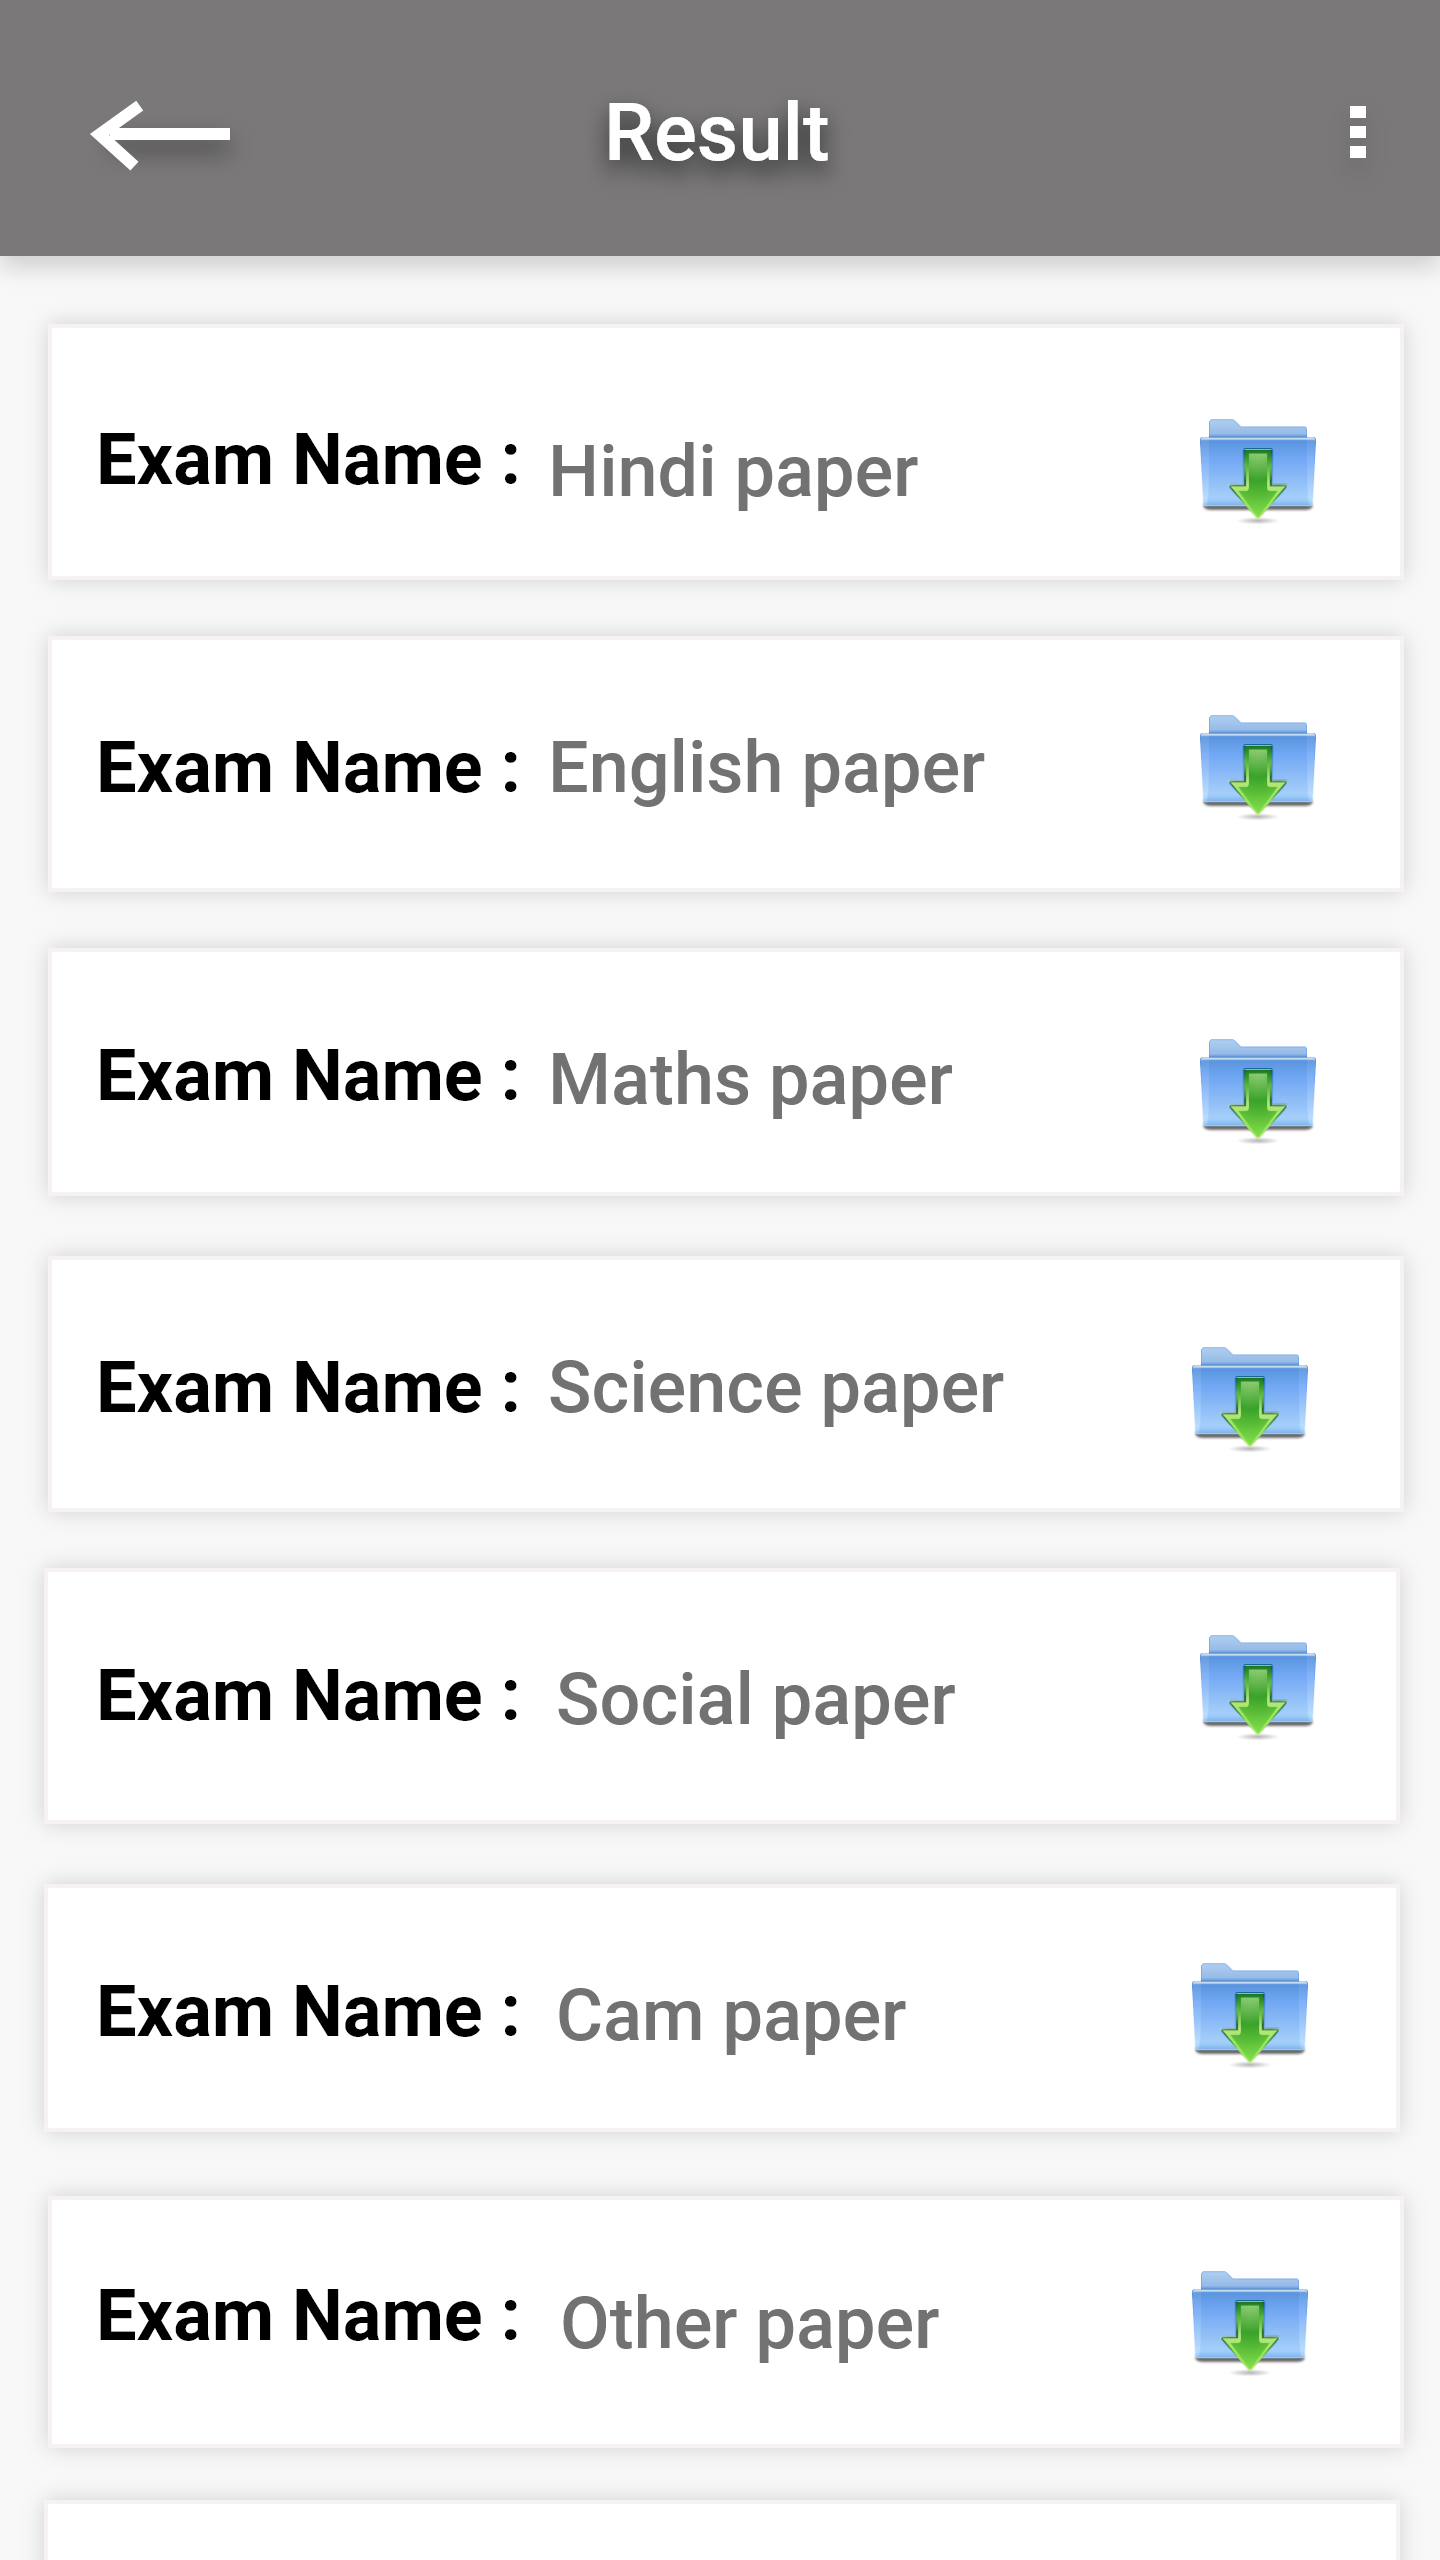 Result
Exam Name : Hindi paper
Exam Name : English paper
Exam Name : Maths paper
Exam Name : Science paper
Exam Name : Social paper
Exam Name : Cam paper
Exam Name : Other paper